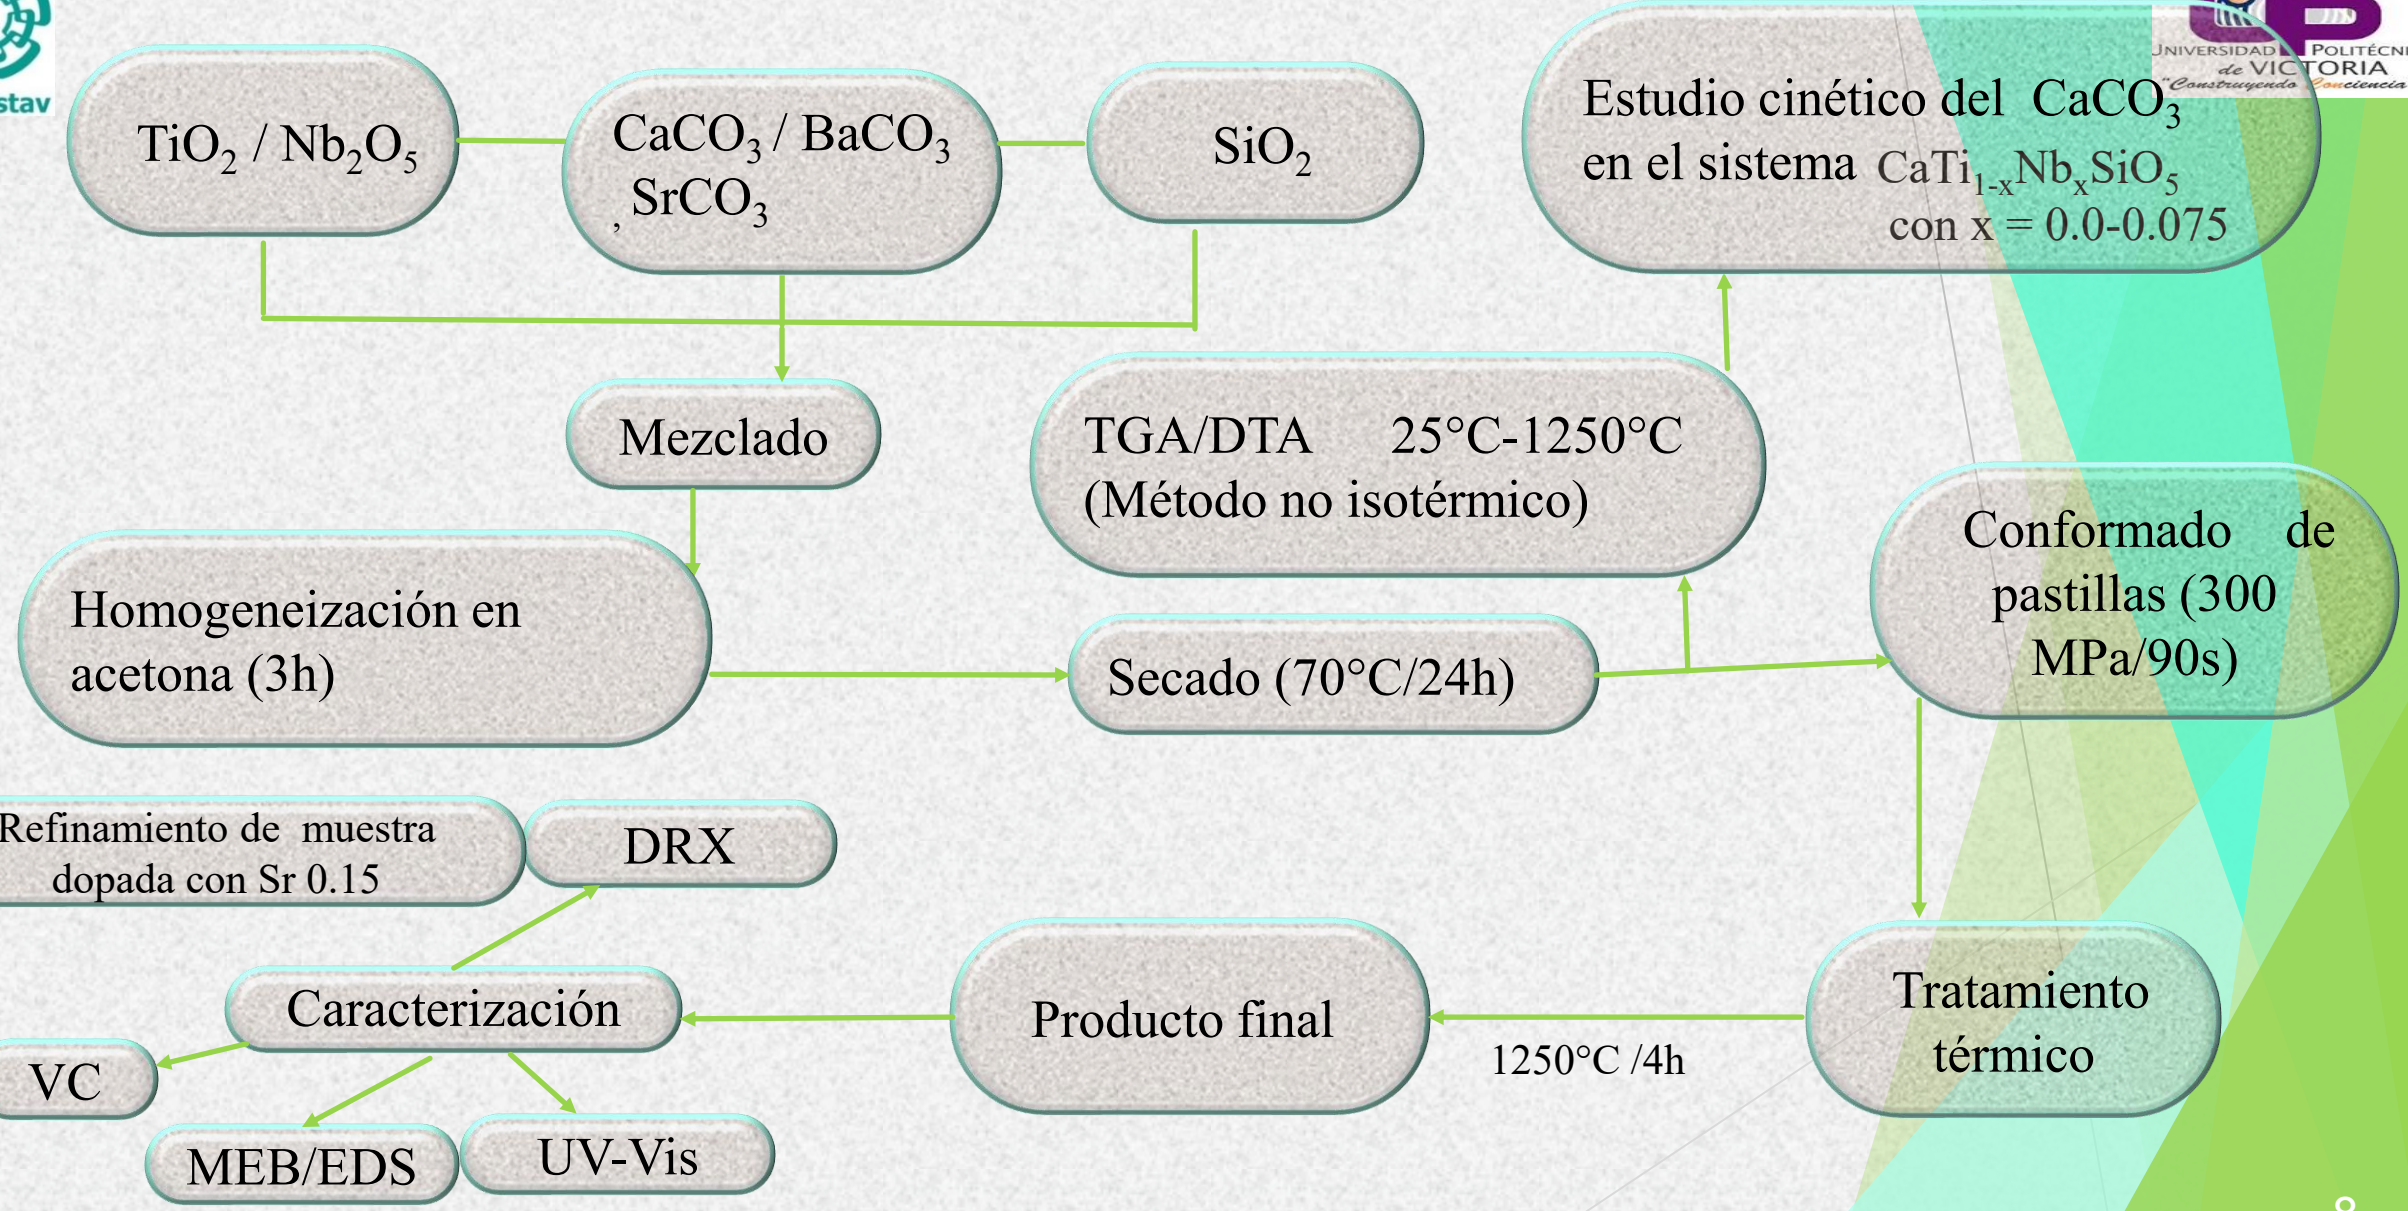 stav
UNIVERSIDAD POLITÉCNI
de VICTORIA
"Construyendo Conciencia
TiO₂ / Nb₂O₅
CaCO₃ / BaCO₃
, SrCO₃
SiO₂
Estudio cinético del CaCO₃
en el sistema CaTi₁₋ₓNbₓSiO₅
con x = 0.0-0.075
Mezclado
TGA/DTA 25°C-1250°C
(Método no isotérmico)
Homogeneización en
acetona (3h)
Secado (70°C/24h)
Conformado de
pastillas (300
MPa/90s)
Refinamiento de muestra
dopada con Sr 0.15
DRX
Caracterización
Producto final
1250°C /4h
Tratamiento
térmico
VC
MEB/EDS
UV-Vis